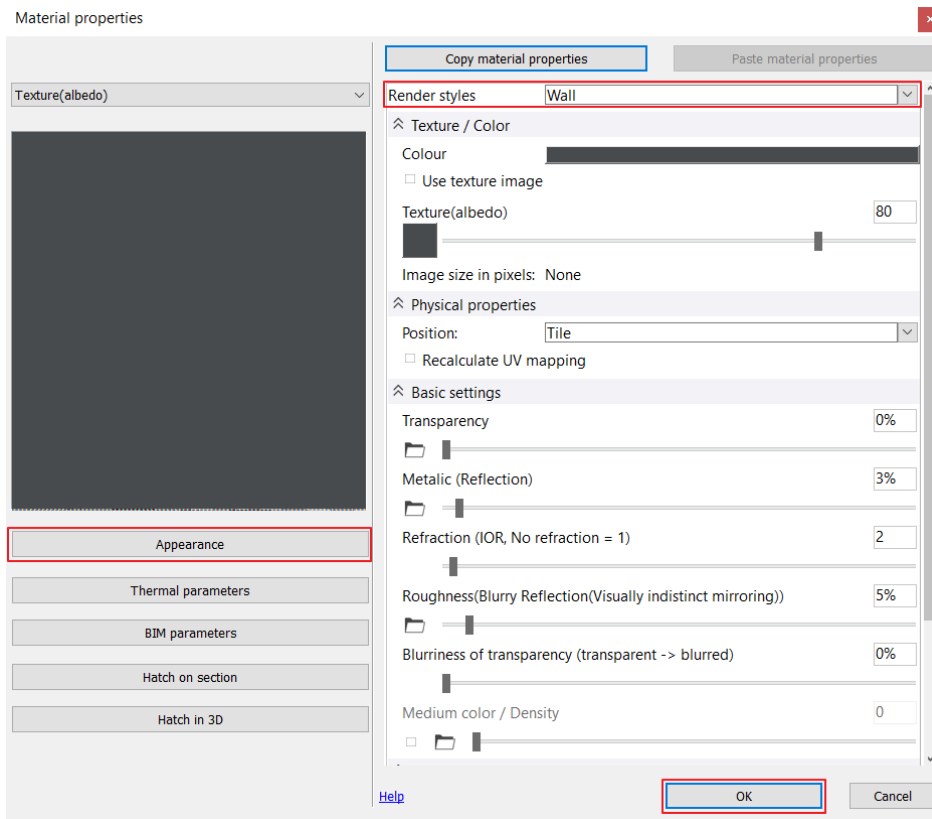 Material properties
Copy material properties
Paste material properties
Texture(albedo)
Render styles
Wall
Texture / Color
Colour
Use texture image
Texture(albedo)
80
Image size in pixels: None
Physical properties
Position:
Tile
Recalculate UV mapping
Basic settings
Transparency
0%
Metalic (Reflection)
3%
Refraction (IOR, No refraction = 1)
2
Roughness(Blurry Reflection(Visually indistinct mirroring))
5%
Blurriness of transparency (transparent -> blurred)
0%
Medium color / Density
0
Appearance
Thermal parameters
BIM parameters
Hatch on section
Hatch in 3D
Help
OK
Cancel